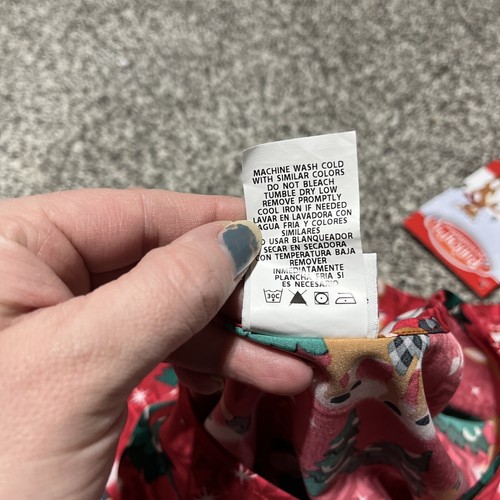 MACHINE WASH COLD
WITH SIMILAR COLORS
DO NOT BLEACH
TUMBLE DRY LOW
REMOVE PROMPTLY
COOL IRON IF NEEDED
LAVAR EN LAVADORA CON
AGUA FRIA Y COLORES
SIMILARES
USAR BLANQUEADOR
SECAR EN SECADORA
CON TEMPERATURA BAJA
REMOVER
INMEDIATAMENTE
PLANCHA FRIA SI
ES NECESARIO
30C